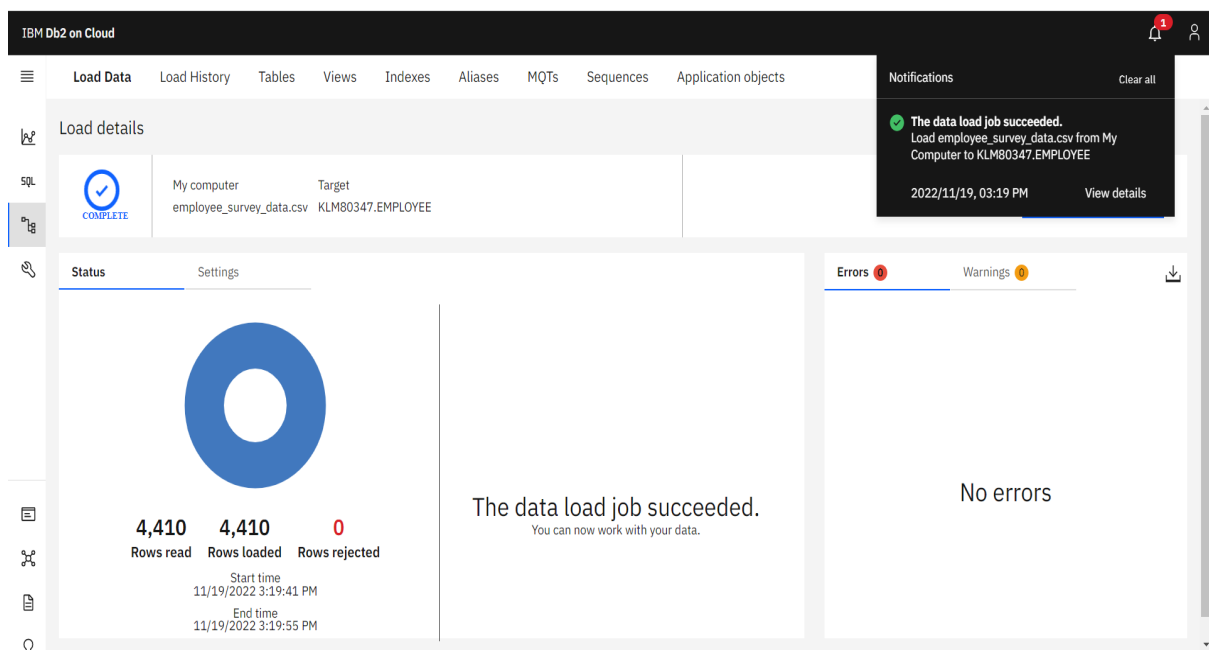 IBM Db2 on Cloud
1
Load Data Load History Tables Views Indexes Aliases MQTs Sequences Application objects
Notifications Clear all
The data load job succeeded.
Load employee_survey_data.csv from My
Computer to KLM80347.EMPLOYEE
2022/11/19, 03:19 PM View details
Load details
SQL
COMPLETE
My computer Target
employee_survey_data.csv KLM80347.EMPLOYEE
Status Settings
Errors 0 Warnings 0
4,410 4,410 0
Rows read Rows loaded Rows rejected
Start time
11/19/2022 3:19:41 PM
End time
11/19/2022 3:19:55 PM
The data load job succeeded.
You can now work with your data.
No errors